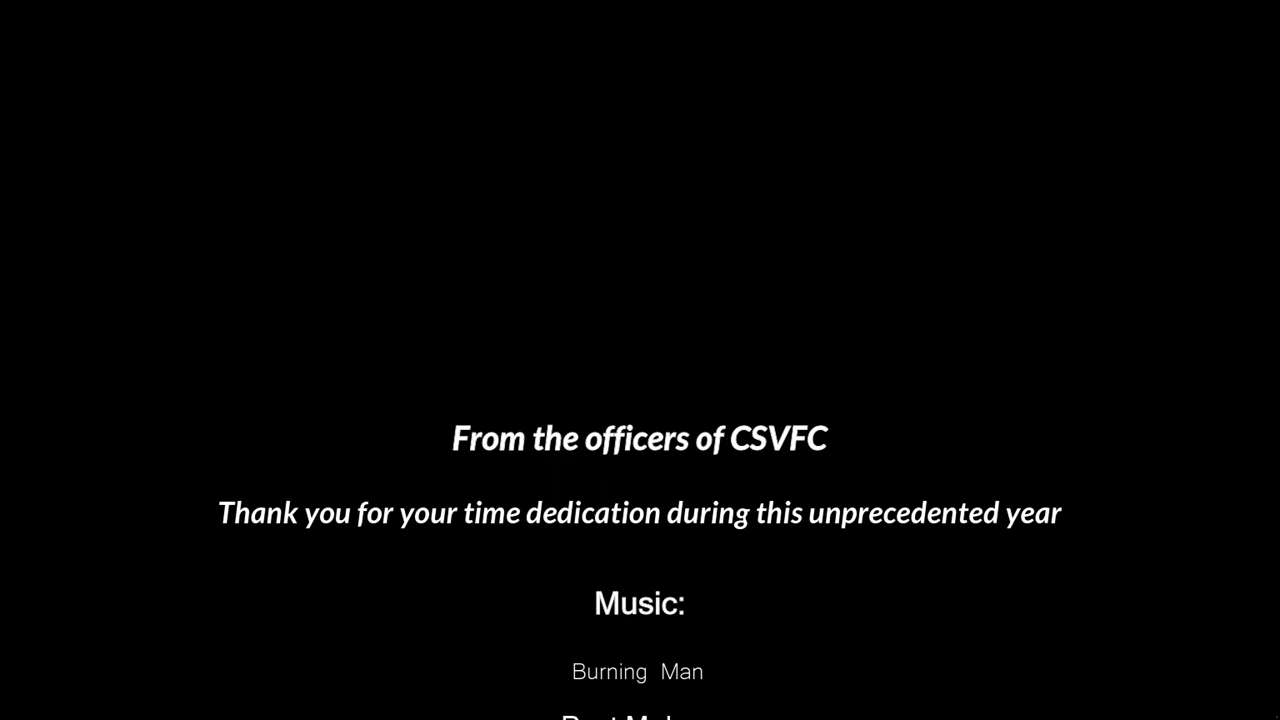 From the officers of CSVFC
Thank you for your time dedication during this unprecedented year
Music:
Burning Man